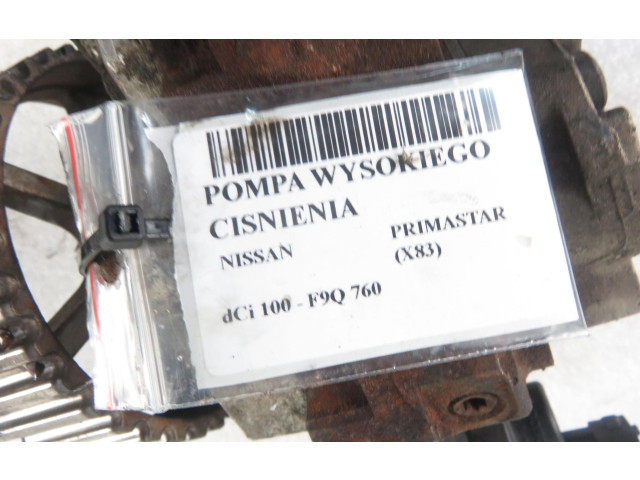 POMPA WYSOKIEGO
CISNIENIA
NISSAN PRIMASTAR
(X83)
dCi 100 - F9Q 760